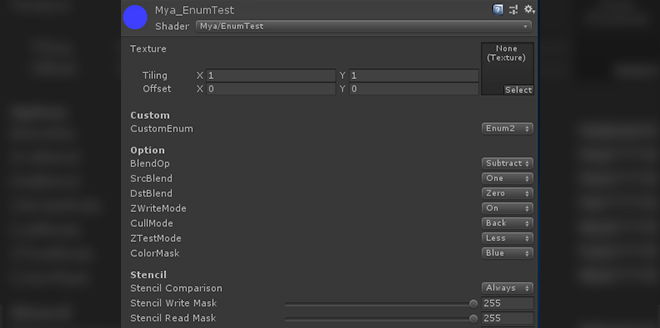 Mya_EnumTest
Shader Mya/EnumTest
Texture
None
(Texture)
Tiling X 1 Y 1
Offset X 0 Y 0
Select
Custom
CustomEnum Enum2
Option
BlendOp Subtract
SrcBlend One
DstBlend Zero
ZWriteMode On
CullMode Back
ZTestMode Less
ColorMask Blue
Stencil
Stencil Comparison Always
Stencil Write Mask 255
Stencil Read Mask 255